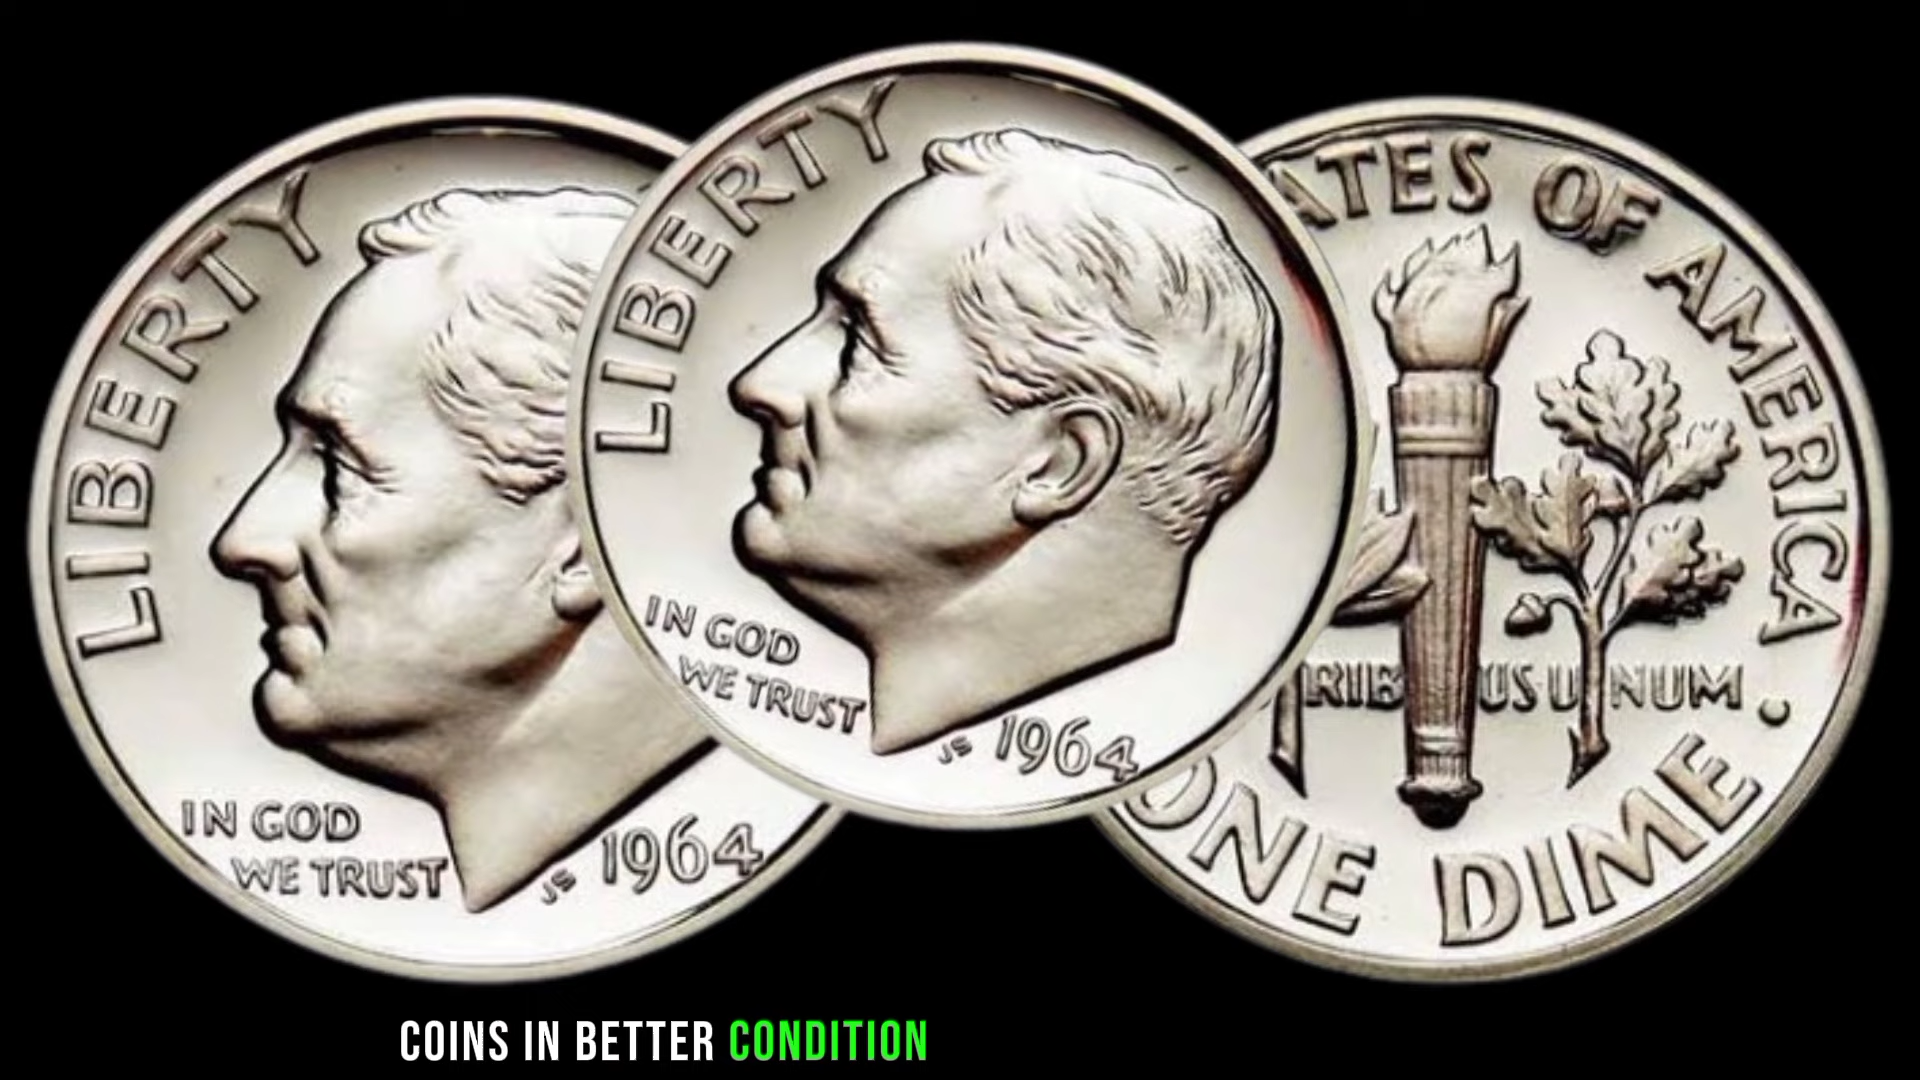 LIBERTY
IN GOD
WE TRUST
JS 1964
LIBERTY
IN GOD
WE TRUST
JS 1964
OF AMERICA
NUM
ONE DIME
COINS IN BETTER CONDITION